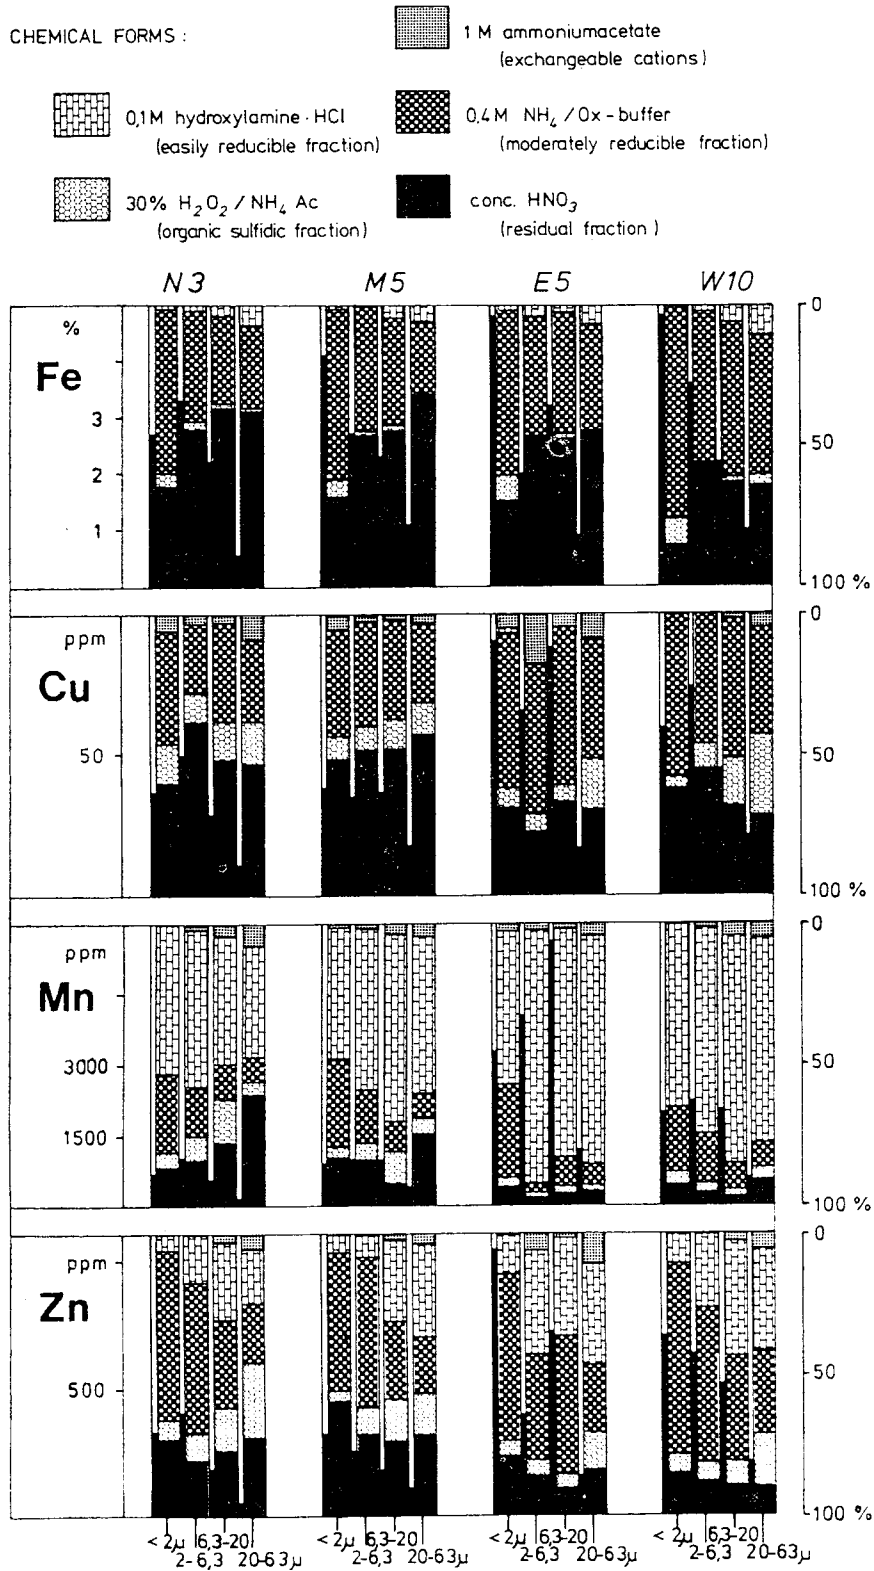 CHEMICAL FORMS :
1 M ammoniumacetate
(exchangeable cations)
0,1M hydroxylamine · HCl
(easily reducible fraction)
0,4M NH4 / Ox - buffer
(moderately reducible fraction)
30% H2O2 / NH4 Ac
(organic sulfidic fraction)
conc. HNO3
(residual fraction)
N3 M5 E5 W10
%
Fe
3
2
1
0
50
100 %
ppm
Cu
50
0
50
100 %
ppm
Mn
3000
1500
0
50
100 %
ppm
Zn
500
0
50
100 %
< 2µ 6,3-20 < 2µ 6,3-20 < 2µ 6,3-20 < 2µ 6,3-20
2-6,3 20-63µ 2-6,3 20-63µ 2-6,3 20-63µ 2-6,3 20-63µ